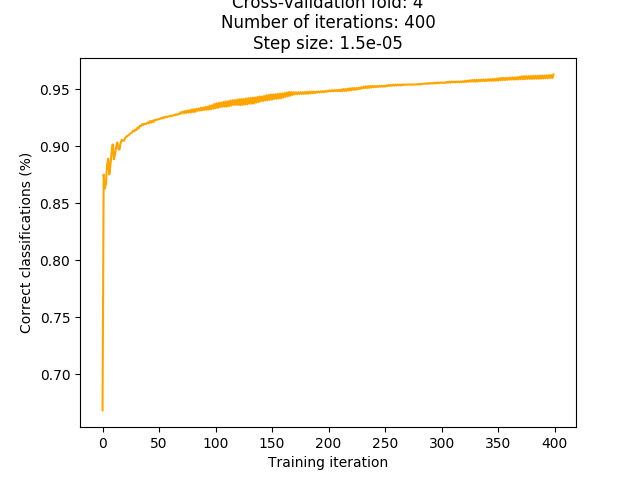 Cross-validation fold: 4
Number of iterations: 400
Step size: 1.5e-05
0.95
0.90
0.85
0.80
0.75
0.70
Correct classifications (%)
0 50 100 150 200 250 300 350 400
Training iteration